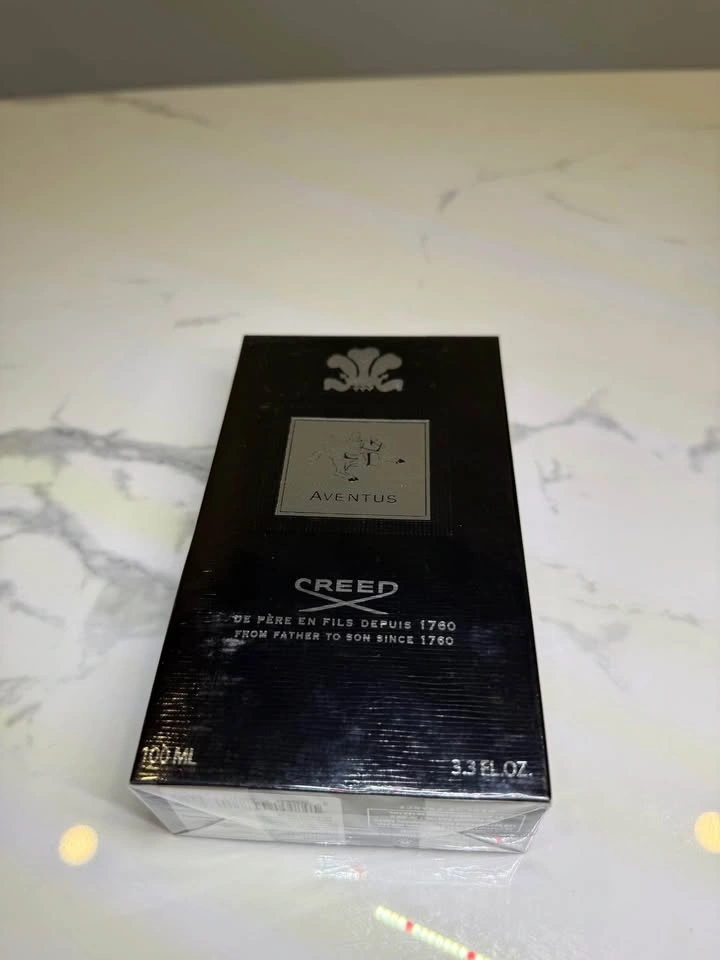 AVENTUS
CREED
DE PÈRE EN FILS DEPUIS 1760
FROM FATHER TO SON SINCE 1760
100 ML
3.3 FL.OZ.